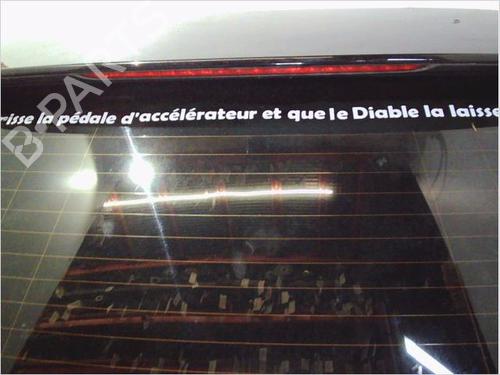 risse la pédale d'accélérateur et que le Diable la laisse
B-PARTS